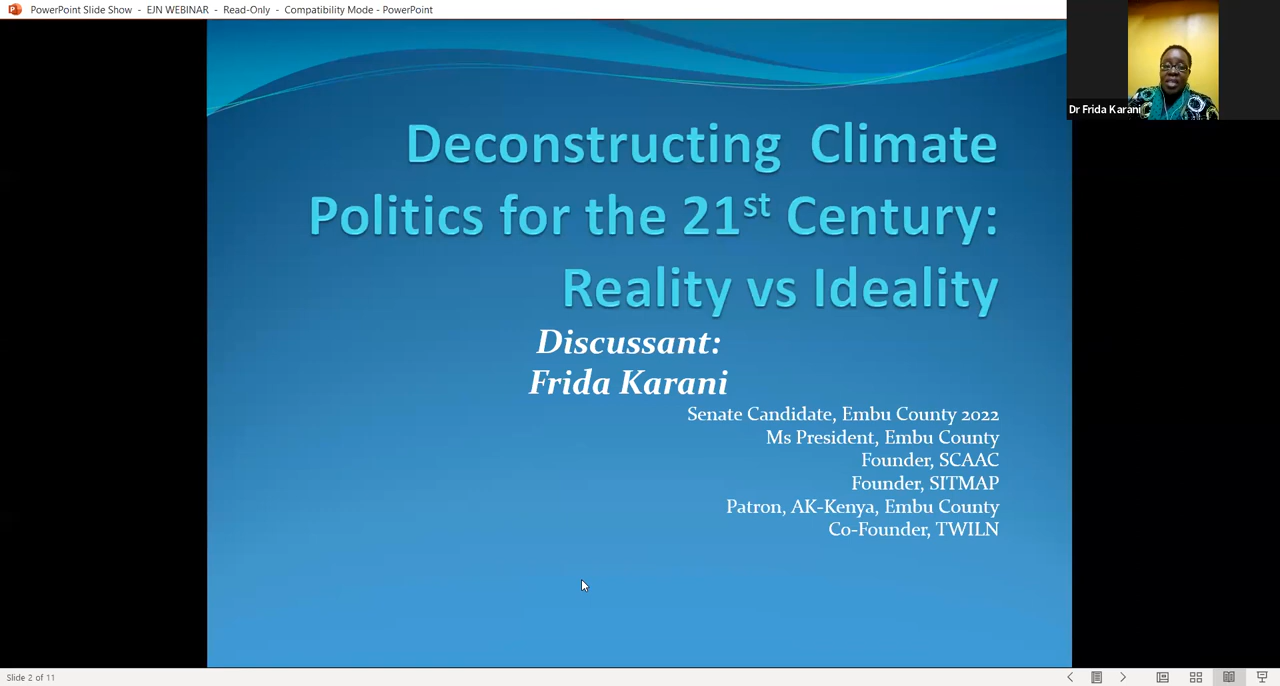 PowerPoint Slide Show - EJN WEBINAR - Read-Only - Compatibility Mode - PowerPoint
Dr Frida Karani
Deconstructing Climate
Politics for the 21st Century:
Reality vs Ideality
Discussant:
Frida Karani
Senate Candidate, Embu County 2022
Ms President, Embu County
Founder, SCAAC
Founder, SITMAP
Patron, AK-Kenya, Embu County
Co-Founder, TWILN
Slide 2 of 11